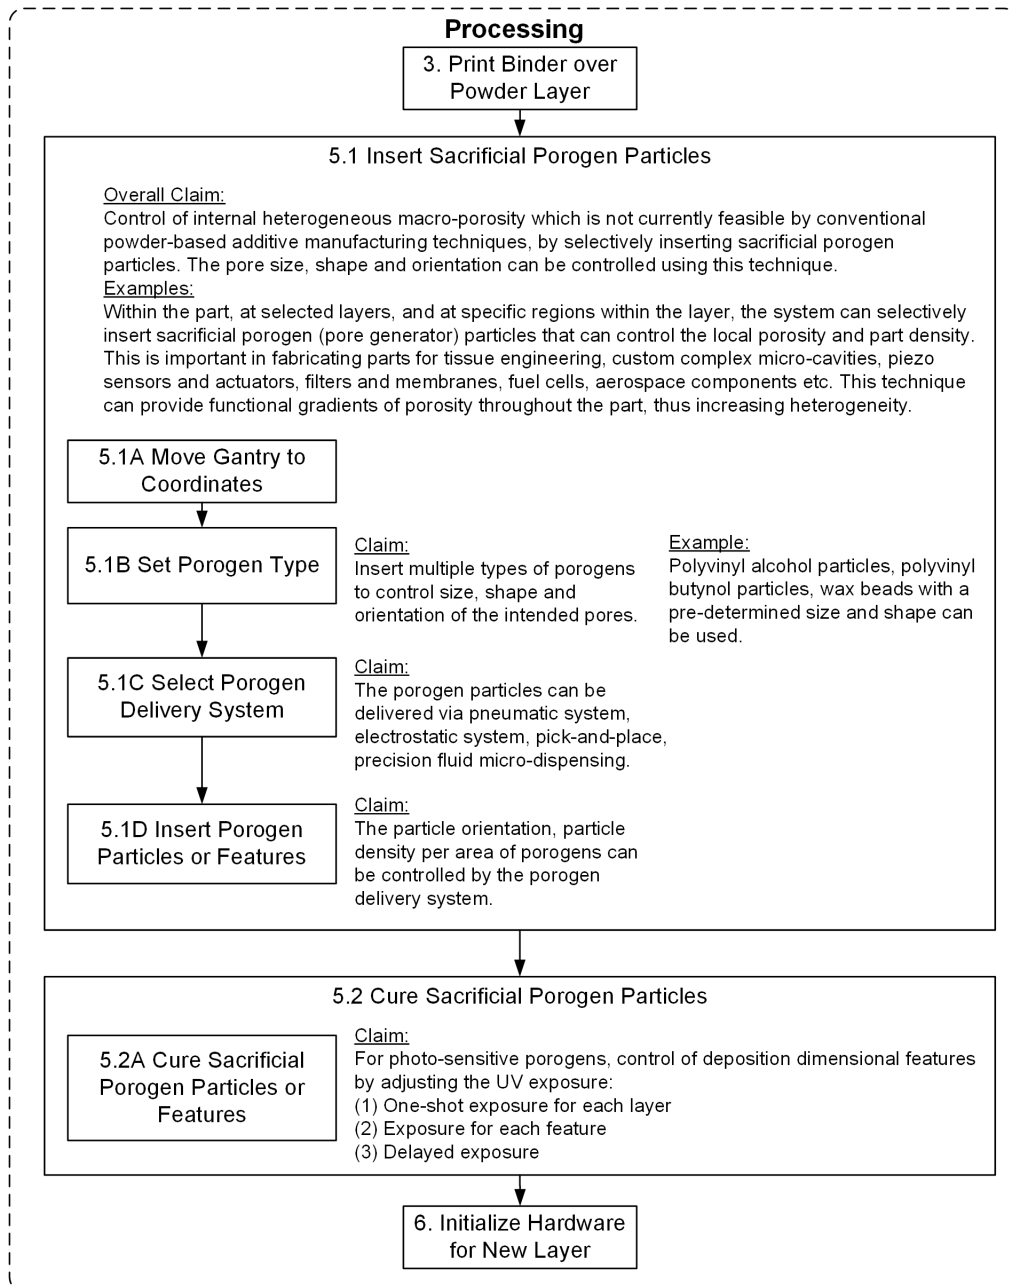 Processing
3. Print Binder over
Powder Layer
5.1 Insert Sacrificial Porogen Particles
Overall Claim:
Control of internal heterogeneous macro-porosity which is not currently feasible by conventional
powder-based additive manufacturing techniques, by selectively inserting sacrificial porogen
particles. The pore size, shape and orientation can be controlled using this technique.
Examples:
Within the part, at selected layers, and at specific regions within the layer, the system can selectively
insert sacrificial porogen (pore generator) particles that can control the local porosity and part density.
This is important in fabricating parts for tissue engineering, custom complex micro-cavities, piezo
sensors and actuators, filters and membranes, fuel cells, aerospace components etc. This technique
can provide functional gradients of porosity throughout the part, thus increasing heterogeneity.
5.1A Move Gantry to
Coordinates
5.1B Set Porogen Type
Claim:
Insert multiple types of porogens
to control size, shape and
orientation of the intended pores.
Example:
Polyvinyl alcohol particles, polyvinyl
butynol particles, wax beads with a
pre-determined size and shape can
be used.
5.1C Select Porogen
Delivery System
Claim:
The porogen particles can be
delivered via pneumatic system,
electrostatic system, pick-and-place,
precision fluid micro-dispensing.
5.1D Insert Porogen
Particles or Features
Claim:
The particle orientation, particle
density per area of porogens can
be controlled by the porogen
delivery system.
5.2 Cure Sacrificial Porogen Particles
5.2A Cure Sacrificial
Porogen Particles or
Features
Claim:
For photo-sensitive porogens, control of deposition dimensional features
by adjusting the UV exposure:
(1) One-shot exposure for each layer
(2) Exposure for each feature
(3) Delayed exposure
6. Initialize Hardware
for New Layer